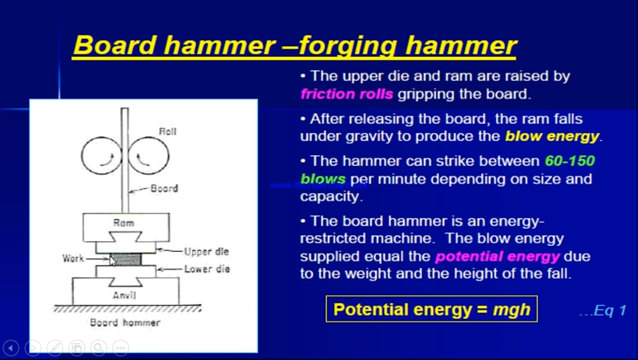 Board hammer –forging hammer
• The upper die and ram are raised by
friction rolls gripping the board.
• After releasing the board, the ram falls
under gravity to produce the blow energy.
• The hammer can strike between 60-150
blows per minute depending on size and
capacity.
• The board hammer is an energy-
restricted machine. The blow energy
supplied equal the potential energy due
to the weight and the height of the fall.
Potential energy = mgh
…Eq 1
Roll
Board
Ram
Upper die
Work
Lower die
Anvil
Board hammer